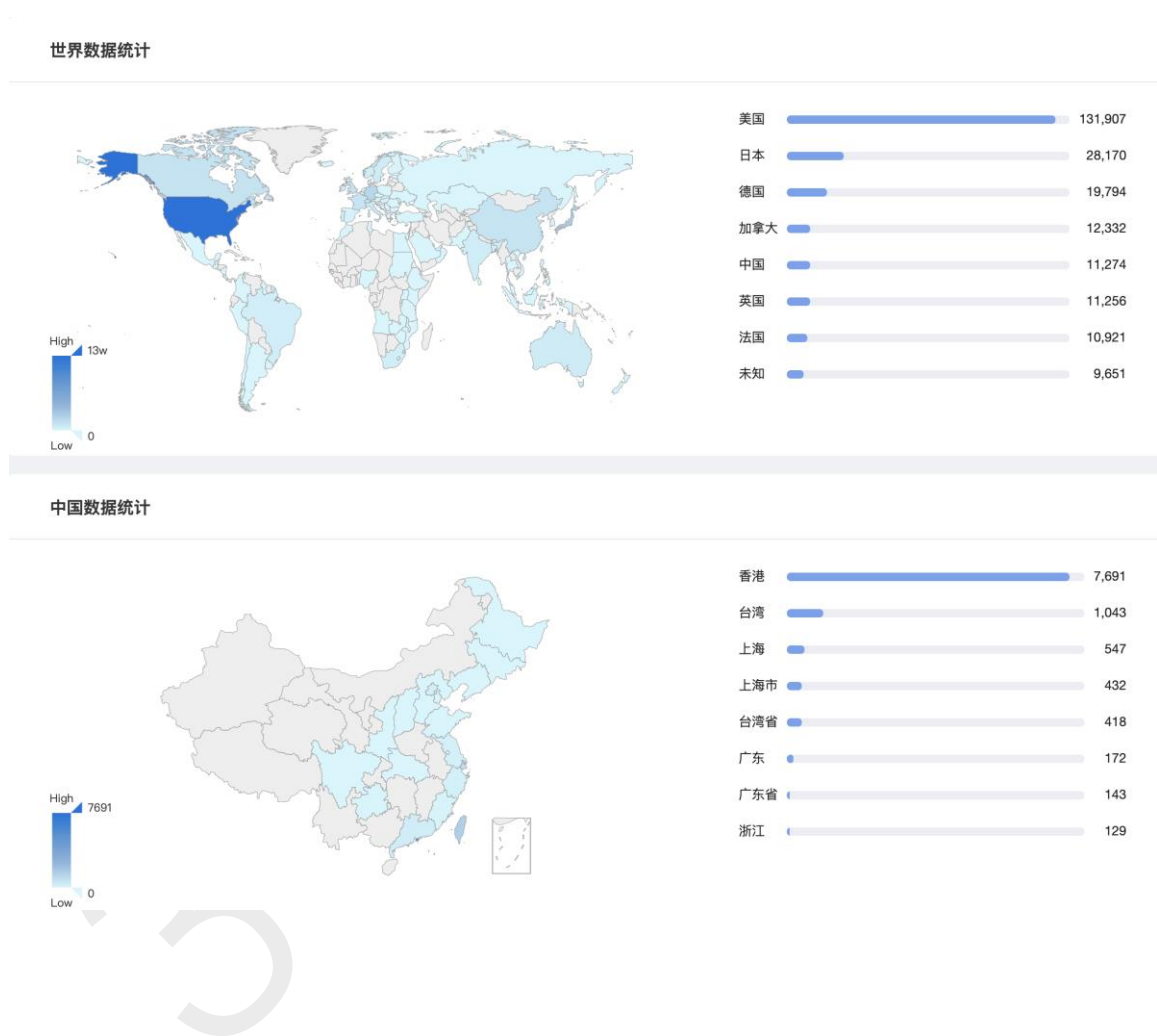 世界数据统计
美国 131,907
日本 28,170
德国 19,794
加拿大 12,332
中国 11,274
英国 11,256
法国 10,921
未知 9,651
High
13w
0
Low
中国数据统计
香港 7,691
台湾 1,043
上海 547
上海市 432
台湾省 418
广东 172
广东省 143
浙江 129
High
7691
0
Low